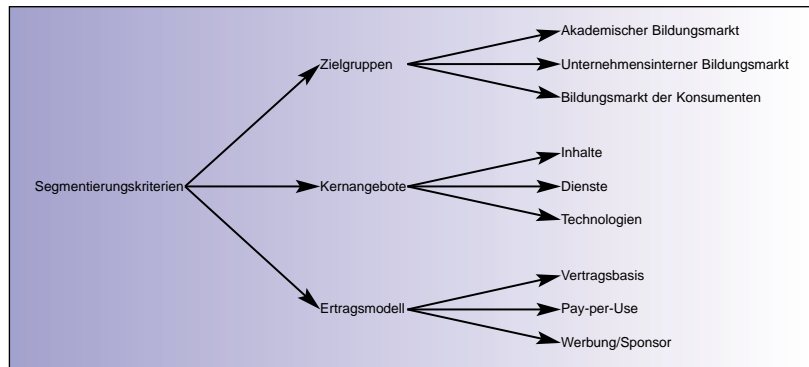 Segmentierungskriterien
Zielgruppen
Akademischer Bildungsmarkt
Unternehmensinterner Bildungsmarkt
Bildungsmarkt der Konsumenten
Kernangebote
Inhalte
Dienste
Technologien
Ertragsmodell
Vertragsbasis
Pay-per-Use
Werbung/Sponsor